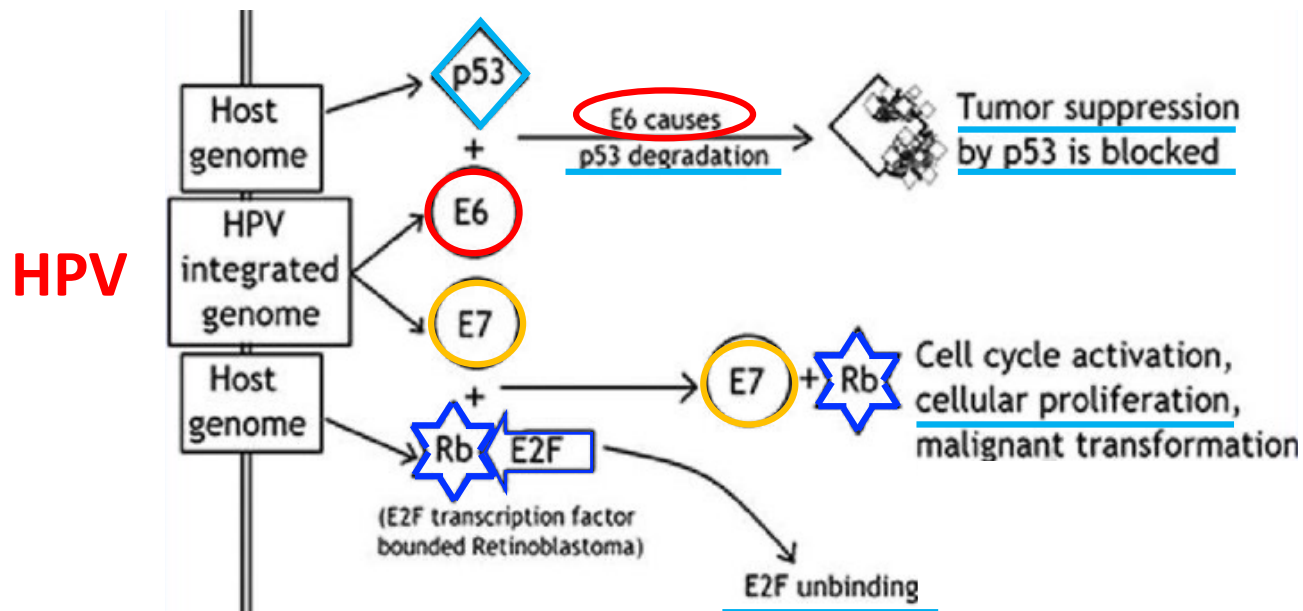 HPV
Host
genome
HPV
integrated
genome
Host
genome
p53
+
E6
E7
+
Rb
E2F
(E2F transcription factor
bounded Retinoblastoma)
E6 causes
p53 degradation
Tumor suppression
by p53 is blocked
E7 + Rb
Cell cycle activation,
cellular proliferation,
malignant transformation
E2F unbinding